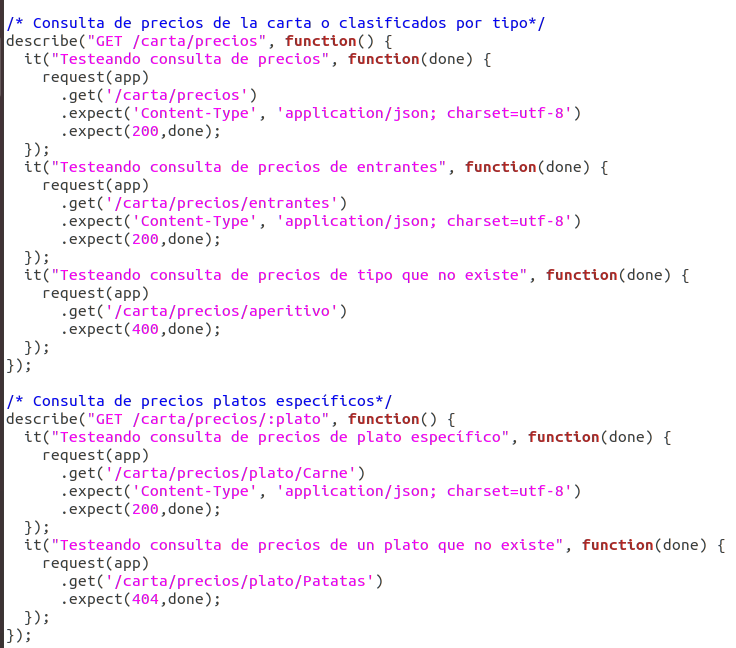 /* Consulta de precios de la carta o clasificados por tipo*/
describe("GET /carta/precios", function() {
  it("Testeando consulta de precios", function(done) {
    request(app)
      .get('/carta/precios')
      .expect('Content-Type', 'application/json; charset=utf-8')
      .expect(200,done);
  });
  it("Testeando consulta de precios de entrantes", function(done) {
    request(app)
      .get('/carta/precios/entrantes')
      .expect('Content-Type', 'application/json; charset=utf-8')
      .expect(200,done);
  });
  it("Testeando consulta de precios de tipo que no existe", function(done) {
    request(app)
      .get('/carta/precios/aperitivo')
      .expect(400,done);
  });
});

/* Consulta de precios platos específicos*/
describe("GET /carta/precios/:plato", function() {
  it("Testeando consulta de precios de plato específico", function(done) {
    request(app)
      .get('/carta/precios/plato/Carne')
      .expect('Content-Type', 'application/json; charset=utf-8')
      .expect(200,done);
  });
  it("Testeando consulta de precios de un plato que no existe", function(done) {
    request(app)
      .get('/carta/precios/plato/Patatas')
      .expect(404,done);
  });
});